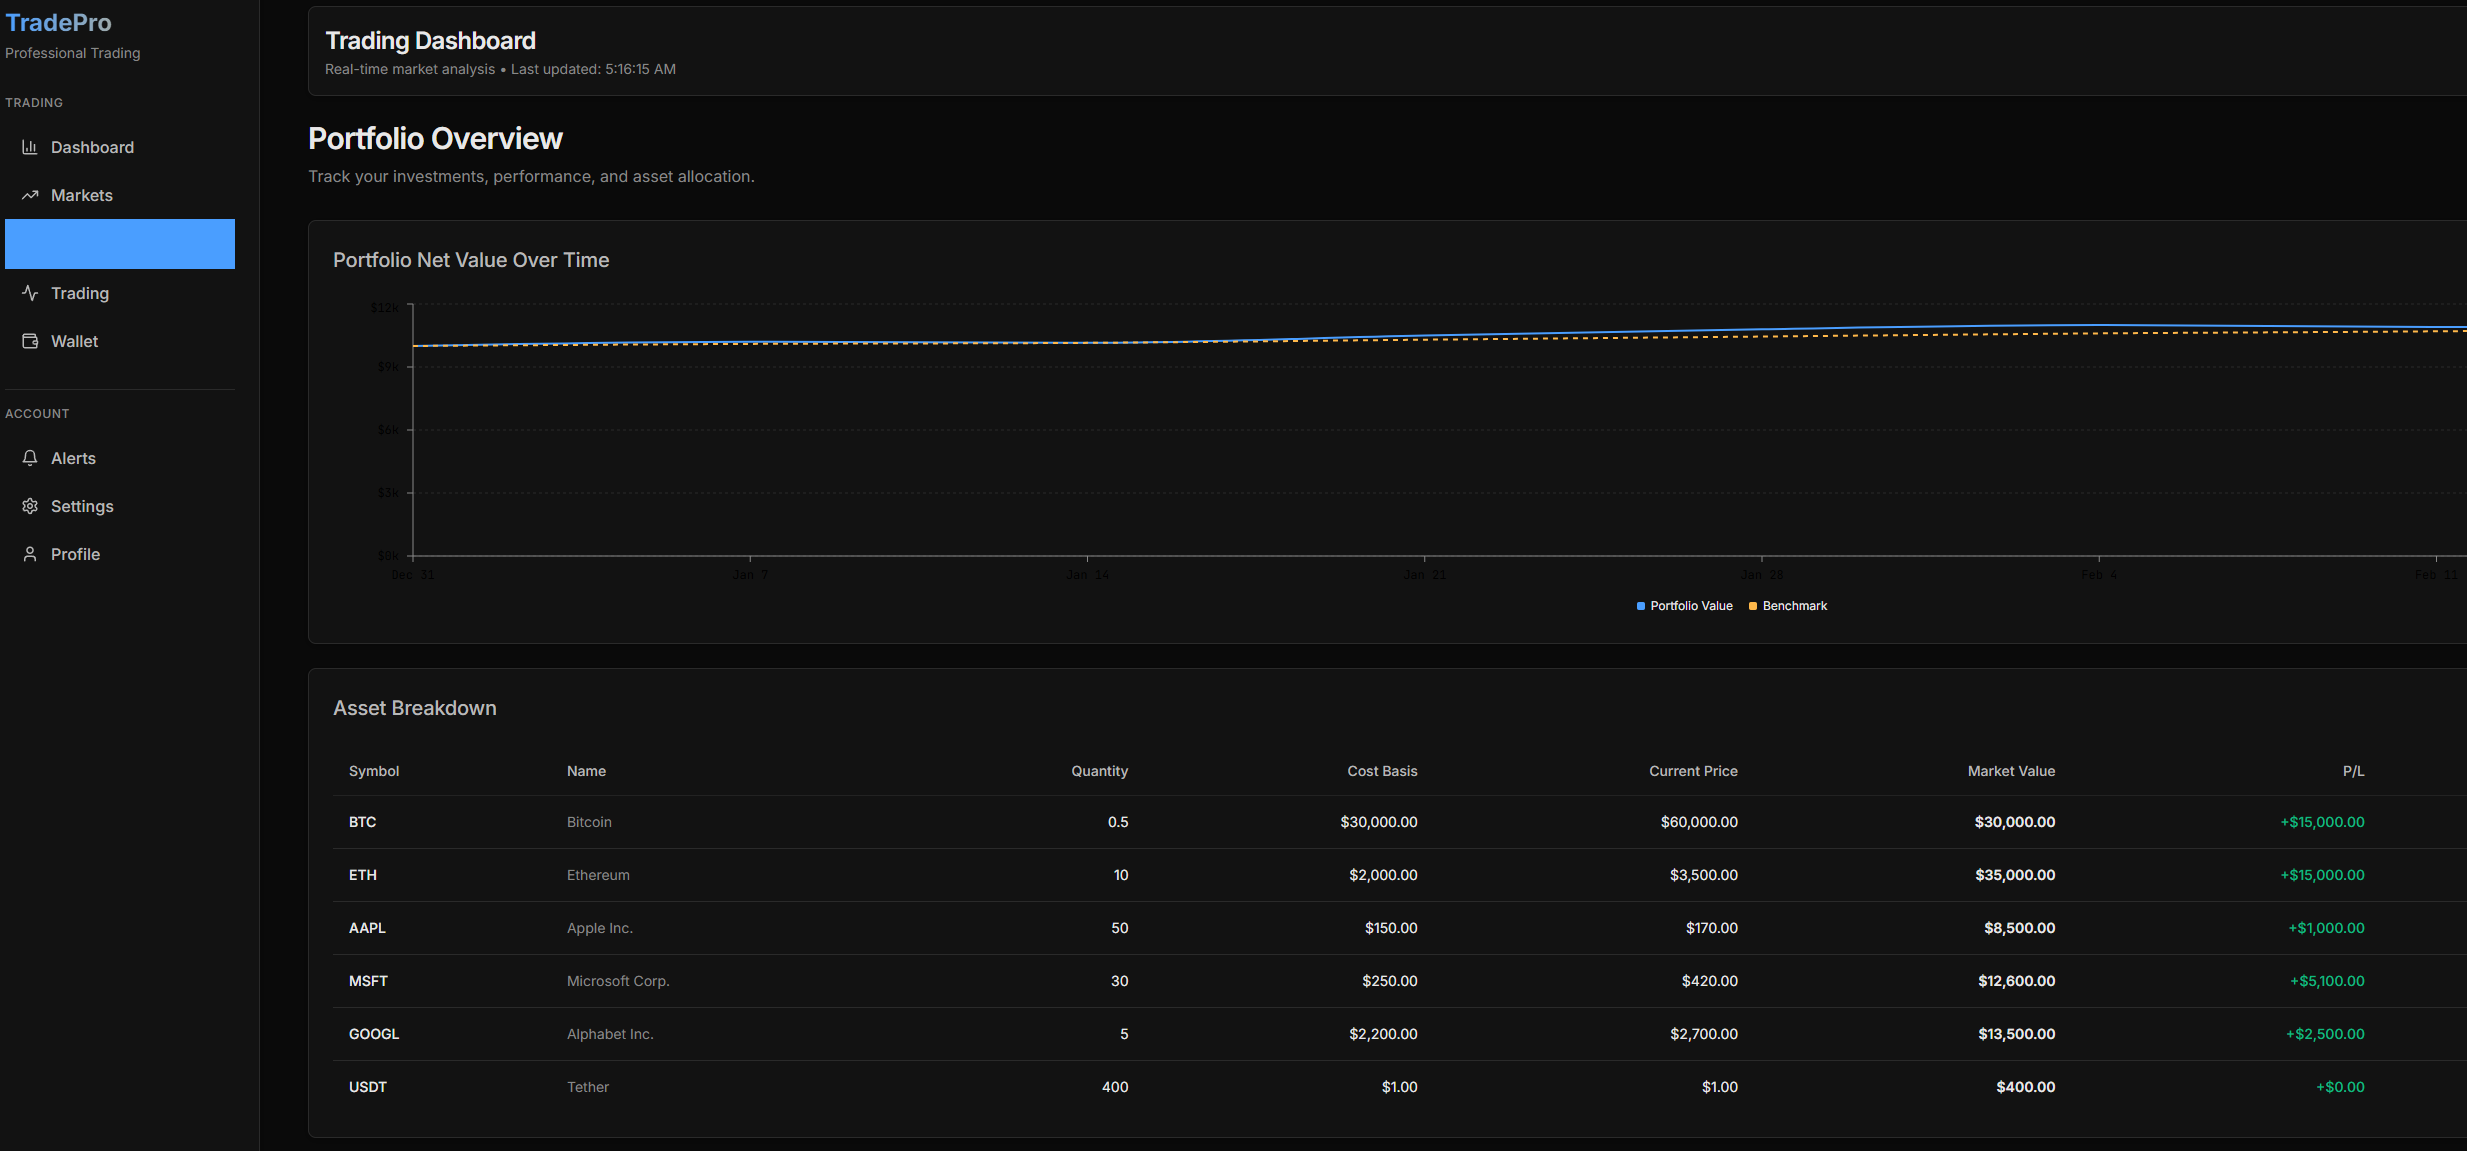 TradePro
Professional Trading
TRADING
Dashboard
Markets
Trading
Wallet
ACCOUNT
Alerts
Settings
Profile
Trading Dashboard
Real-time market analysis • Last updated: 5:16:15 AM
Portfolio Overview
Track your investments, performance, and asset allocation.
Portfolio Net Value Over Time
$12k
$9k
$6k
$3k
$0k
Dec 31 Jan 7 Jan 14 Jan 21 Jan 28 Feb 4 Feb 11
Portfolio Value Benchmark
Asset Breakdown
Symbol Name Quantity Cost Basis Current Price Market Value P/L
BTC Bitcoin 0.5 $30,000.00 $60,000.00 $30,000.00 +$15,000.00
ETH Ethereum 10 $2,000.00 $3,500.00 $35,000.00 +$15,000.00
AAPL Apple Inc. 50 $150.00 $170.00 $8,500.00 +$1,000.00
MSFT Microsoft Corp. 30 $250.00 $420.00 $12,600.00 +$5,100.00
GOOGL Alphabet Inc. 5 $2,200.00 $2,700.00 $13,500.00 +$2,500.00
USDT Tether 400 $1.00 $1.00 $400.00 +$0.00